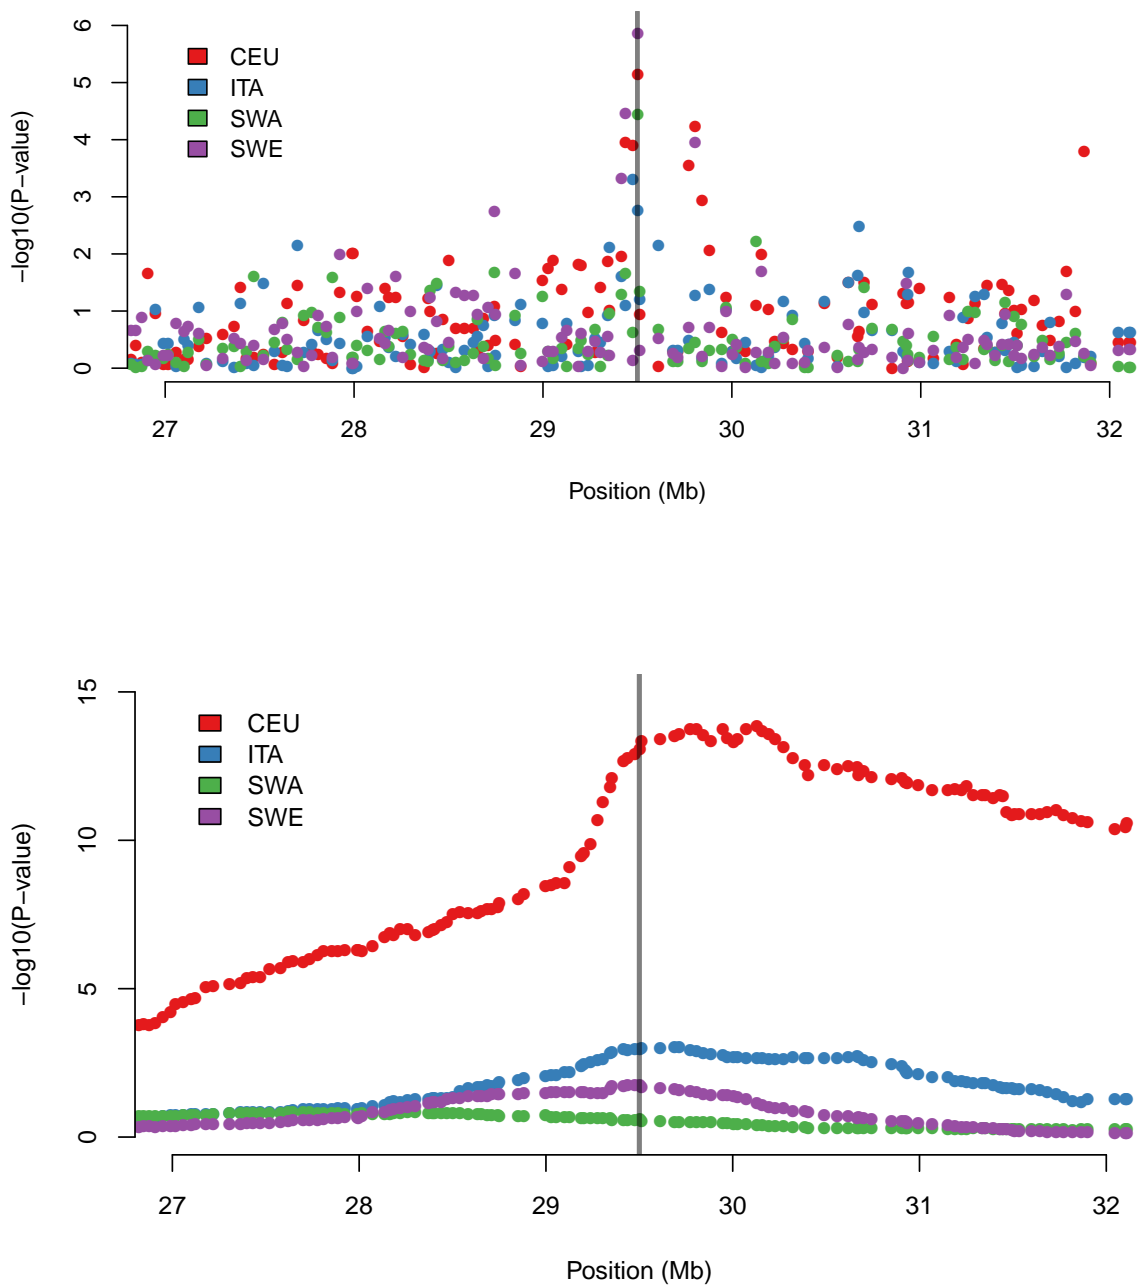 6
5
4
3
2
1
0
−log10(P−value)
CEU
ITA
SWA
SWE
27 28 29 30 31 32
Position (Mb)
15
10
5
0
−log10(P−value)
CEU
ITA
SWA
SWE
27 28 29 30 31 32
Position (Mb)